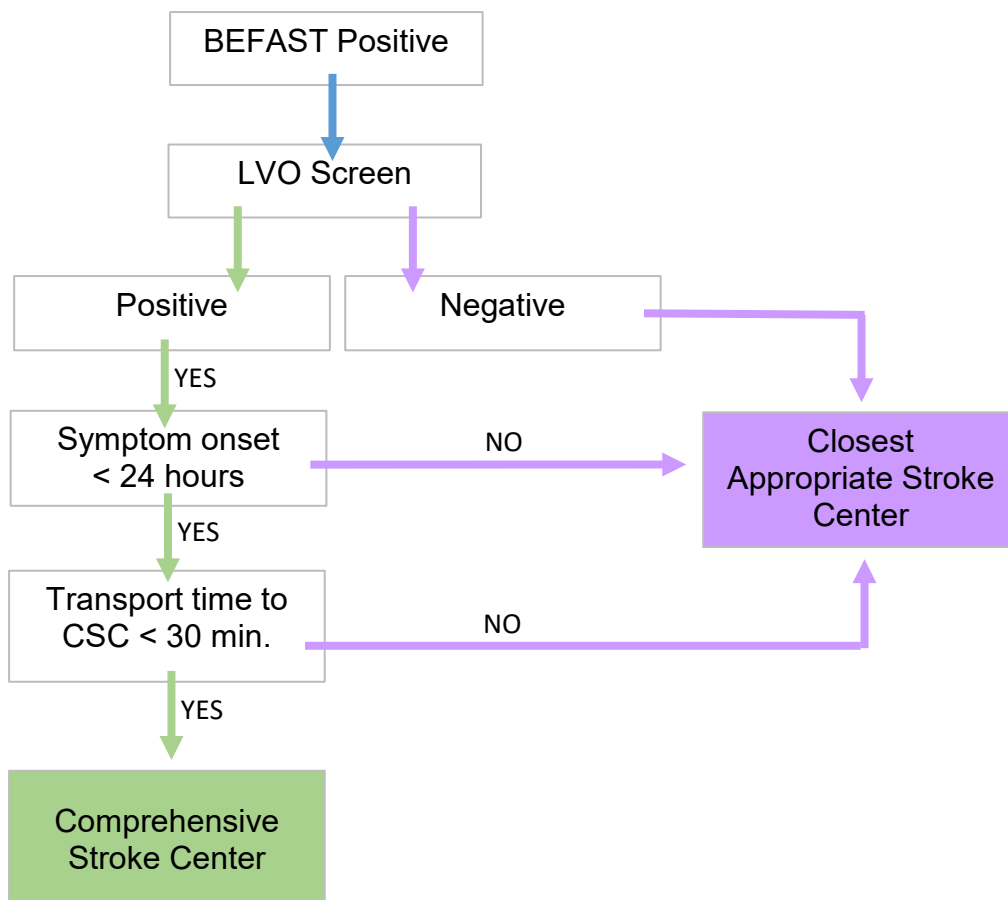 BEFAST Positive
LVO Screen
Positive
Negative
YES
Symptom onset
< 24 hours
NO
Closest
Appropriate Stroke
Center
YES
Transport time to
CSC < 30 min.
NO
YES
Comprehensive
Stroke Center